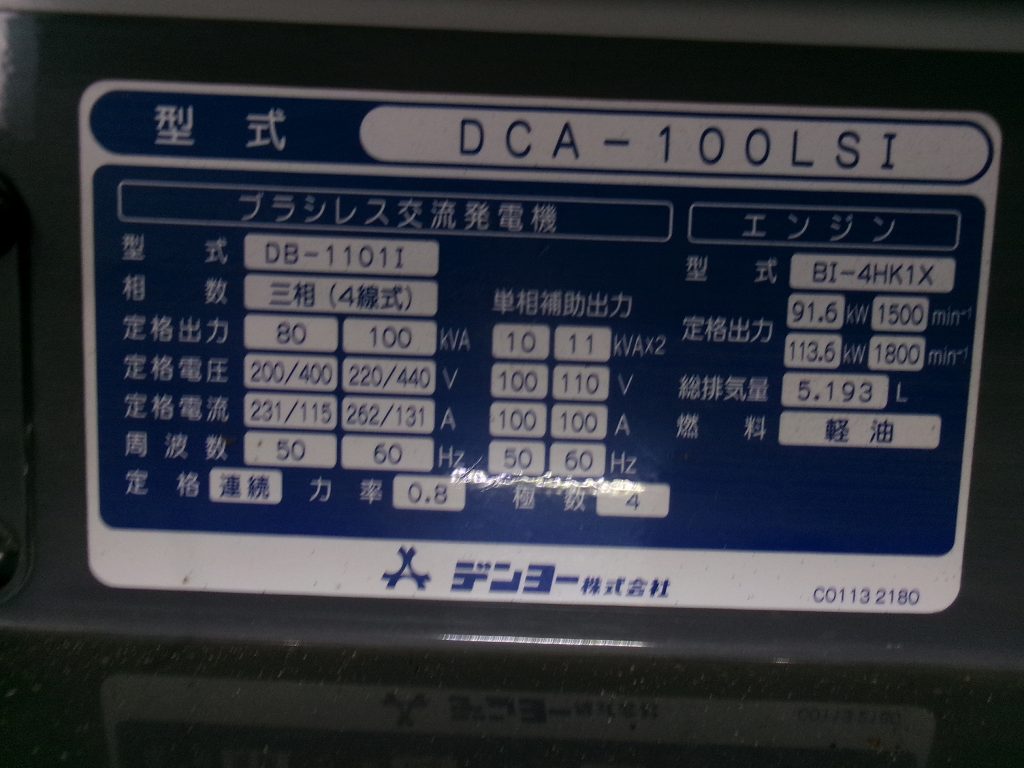 型式 DCA-100LSI
ブラシレス交流発電機
型式 DB-1101I
相数 三相(4線式)
定格出力 80 100 kVA
定格電圧 200/400 220/440 V
定格電流 231/115 262/131 A
周波数 50 60 Hz
定格 連続 力率 0.8 極数 4
単相補助出力
10 11 kVA×2
100 110 V
100 100 A
50 60 Hz
エンジン
型式 BI-4HK1X
定格出力 91.6 kW 1500 min⁻¹
113.6 kW 1800 min⁻¹
総排気量 5.193 L
燃料 軽油
デンヨー株式会社
C01132180